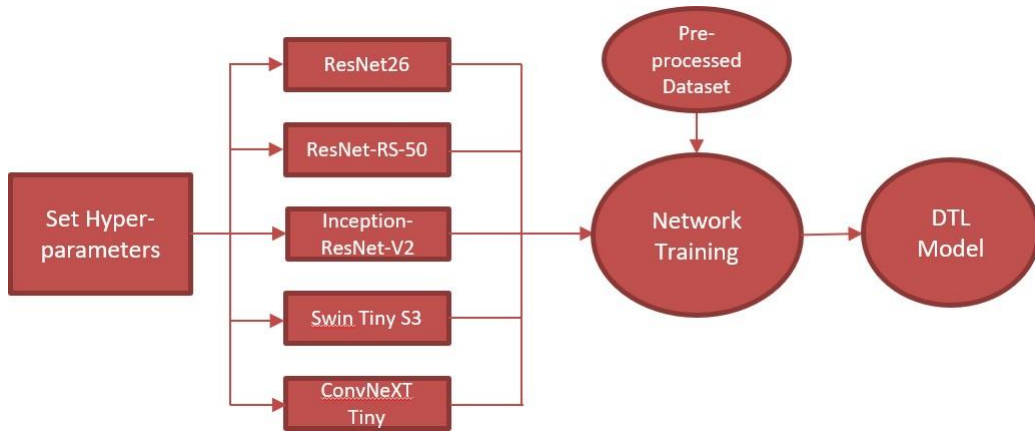 Set Hyper-
parameters
ResNet26
ResNet-RS-50
Inception-
ResNet-V2
Swin Tiny S3
ConvNeXT
Tiny
Pre-
processed
Dataset
Network
Training
DTL
Model